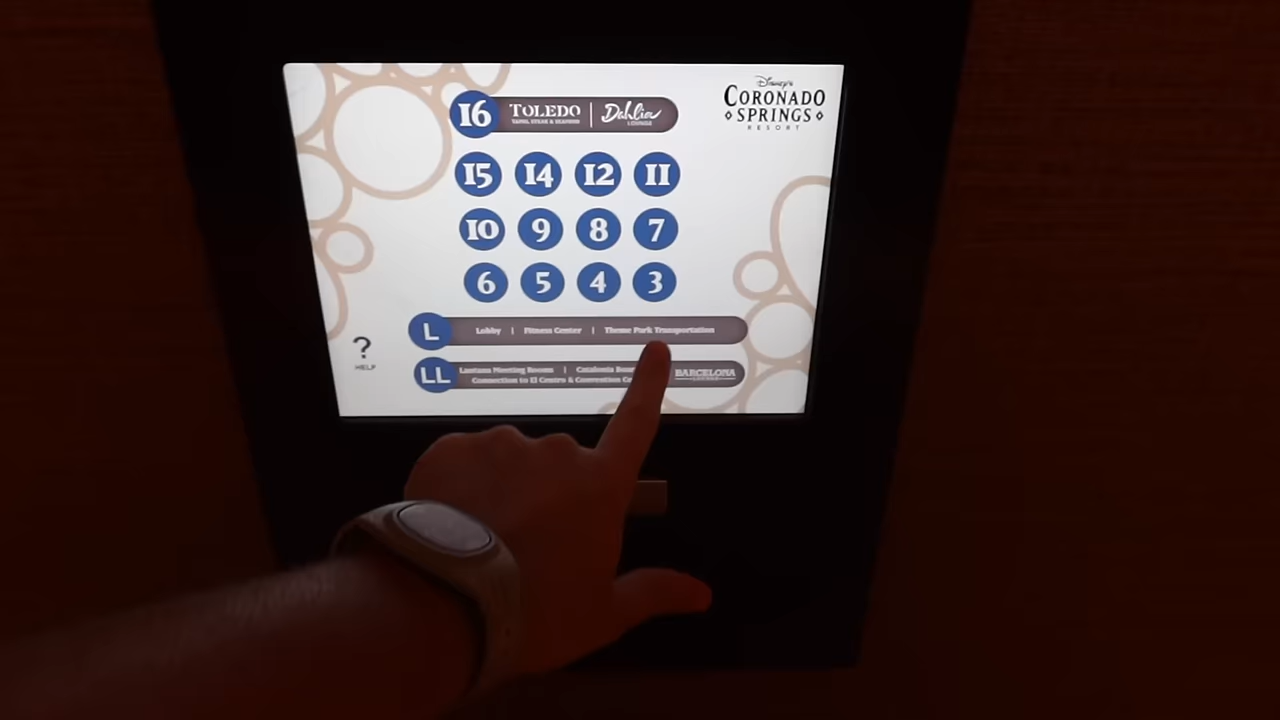 16 TOLEDO | Dahlia
TAPAS, STEAK & SEAFOOD LOUNGE
Disney's
CORONADO
SPRINGS
RESORT
15 14 12 11
10 9 8 7
6 5 4 3
L Lobby | Fitness Center | Theme Park Transportation
?
HELP
LL Lantana Meeting Rooms | Catalonia
Connection to El Centro & Convention
BARCELONA
LOUNGE